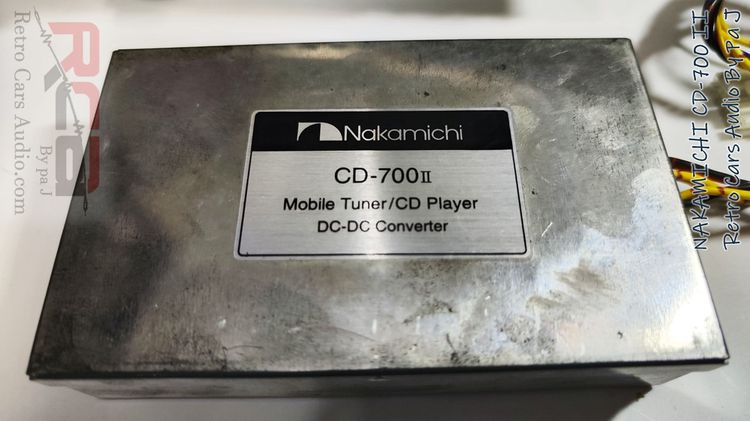 Nakamichi
CD-700II
Mobile Tuner/CD Player
DC-DC Converter
RCA
By pa J
Retro Cars Audio.com
NAKAMICHI CD-700 II
Retro Cars Audio By Pa J